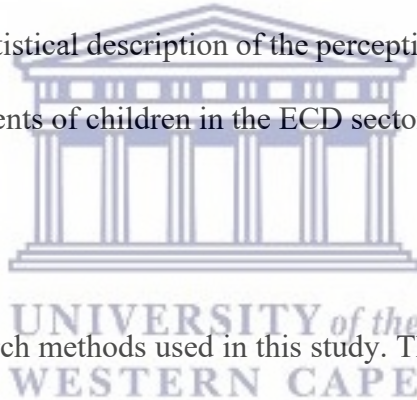 tistical description of the percepti
ents of children in the ECD secto
UNIVERSITY of the
ch methods used in this study. T
WESTERN CAPE